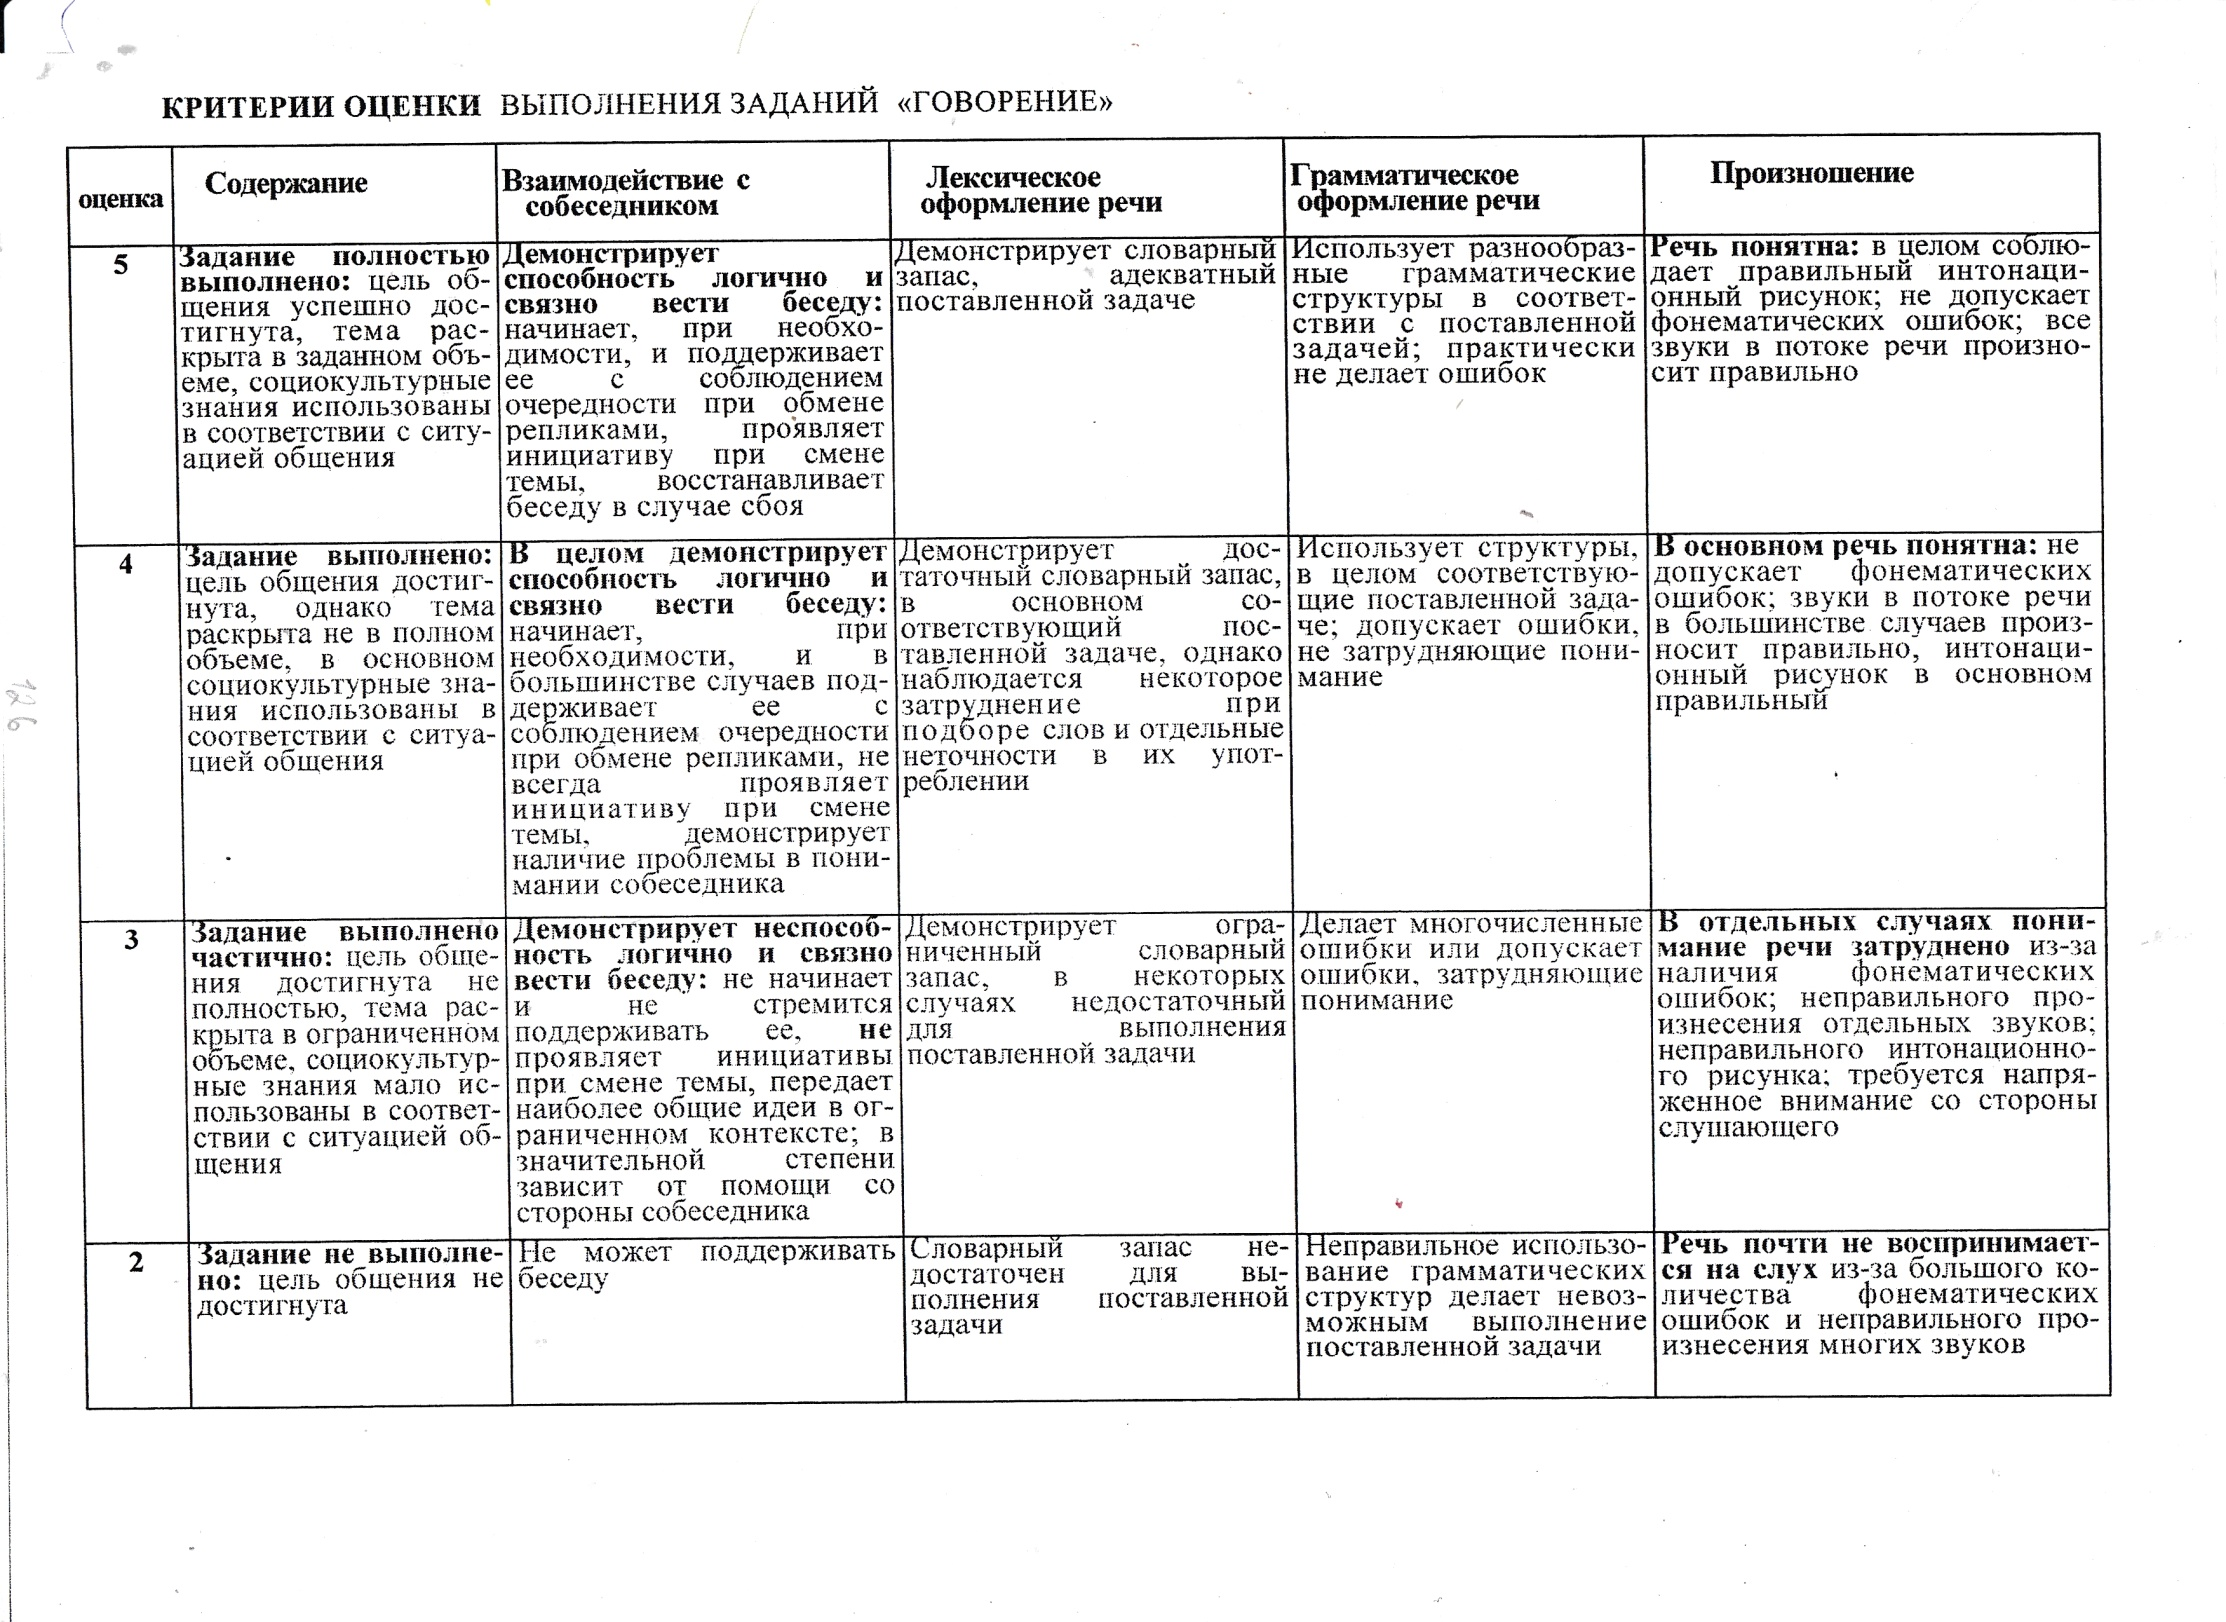 КРИТЕРИИ ОЦЕНКИ ВЫПОЛНЕНИЯ ЗАДАНИЙ «ГОВОРЕНИЕ»
оценка
Содержание
Взаимодействие с
собеседником
Лексическое
оформление речи
Грамматическое
оформление речи
Произношение
5
Задание полностью
выполнено: цель об-
щения успешно дос-
тигнута, тема рас-
крыта в заданном объ-
еме, социокультурные
знания использованы
в соответствии с ситу-
ацией общения
Демонстрирует
способность логично и
связно вести беседу:
начинает, при необхо-
димости, и поддерживает
ее с соблюдением
очередности при обмене
репликами, проявляет
инициативу при смене
темы, восстанавливает
беседу в случае сбоя
Демонстрирует словарный
запас, адекватный
поставленной задаче
Использует разнообраз-
ные грамматические
структуры в соответ-
ствии с поставленной
задачей; практически
не делает ошибок
Речь понятна: в целом соблю-
дает правильный интонаци-
онный рисунок; не допускает
фонематических ошибок; все
звуки в потоке речи произно-
сит правильно
4
Задание выполнено:
цель общения достиг-
нута, однако тема
раскрыта не в полном
объеме, в основном
социокультурные зна-
ния использованы в
соответствии с ситуа-
цией общения
В целом демонстрирует
способность логично и
связно вести беседу:
начинает, при
необходимости, и в
большинстве случаев под-
держивает ее с
соблюдением очередности
при обмене репликами, не
всегда проявляет
инициативу при смене
темы, демонстрирует
наличие проблемы в пони-
мании собеседника
Демонстрирует дос-
таточный словарный запас,
в основном со-
ответствующий пос-
тавленной задаче, однако
наблюдается некоторое
затруднение при
подборе слов и отдельные
неточности в их упот-
реблении
Использует структуры,
в целом соответствую-
щие поставленной зада-
че; допускает ошибки,
не затрудняющие пони-
мание
В основном речь понятна: не
допускает фонематических
ошибок; звуки в потоке речи
в большинстве случаев произ-
носит правильно, интонаци-
онный рисунок в основном
правильный
3
Задание выполнено
частично: цель обще-
ния достигнута не
полностью, тема рас-
крыта в ограниченном
объеме, социокультур-
ные знания мало ис-
пользованы в соответ-
ствии с ситуацией об-
щения
Демонстрирует неспособ-
ность логично и связно
вести беседу: не начинает
и не стремится
поддерживать ее, не
проявляет инициативы
при смене темы, передает
наиболее общие идеи в ог-
раниченном контексте; в
значительной степени
зависит от помощи со
стороны собеседника
Демонстрирует огра-
ниченный словарный
запас, в некоторых
случаях недостаточный
для выполнения
поставленной задачи
Делает многочисленные
ошибки или допускает
ошибки, затрудняющие
понимание
В отдельных случаях пони-
мание речи затруднено из-за
наличия фонематических
ошибок; неправильного про-
изнесения отдельных звуков;
неправильного интонационно-
го рисунка; требуется напря-
женное внимание со стороны
слушающего
2
Задание не выполне-
но: цель общения не
достигнута
Не может поддерживать
беседу
Словарный запас не-
достаточен для вы-
полнения поставленной
задачи
Неправильное использо-
вание грамматических
структур делает невоз-
можным выполнение
поставленной задачи
Речь почти не воспринимает-
ся на слух из-за большого ко-
личества фонематических
ошибок и неправильного про-
изнесения многих звуков
126